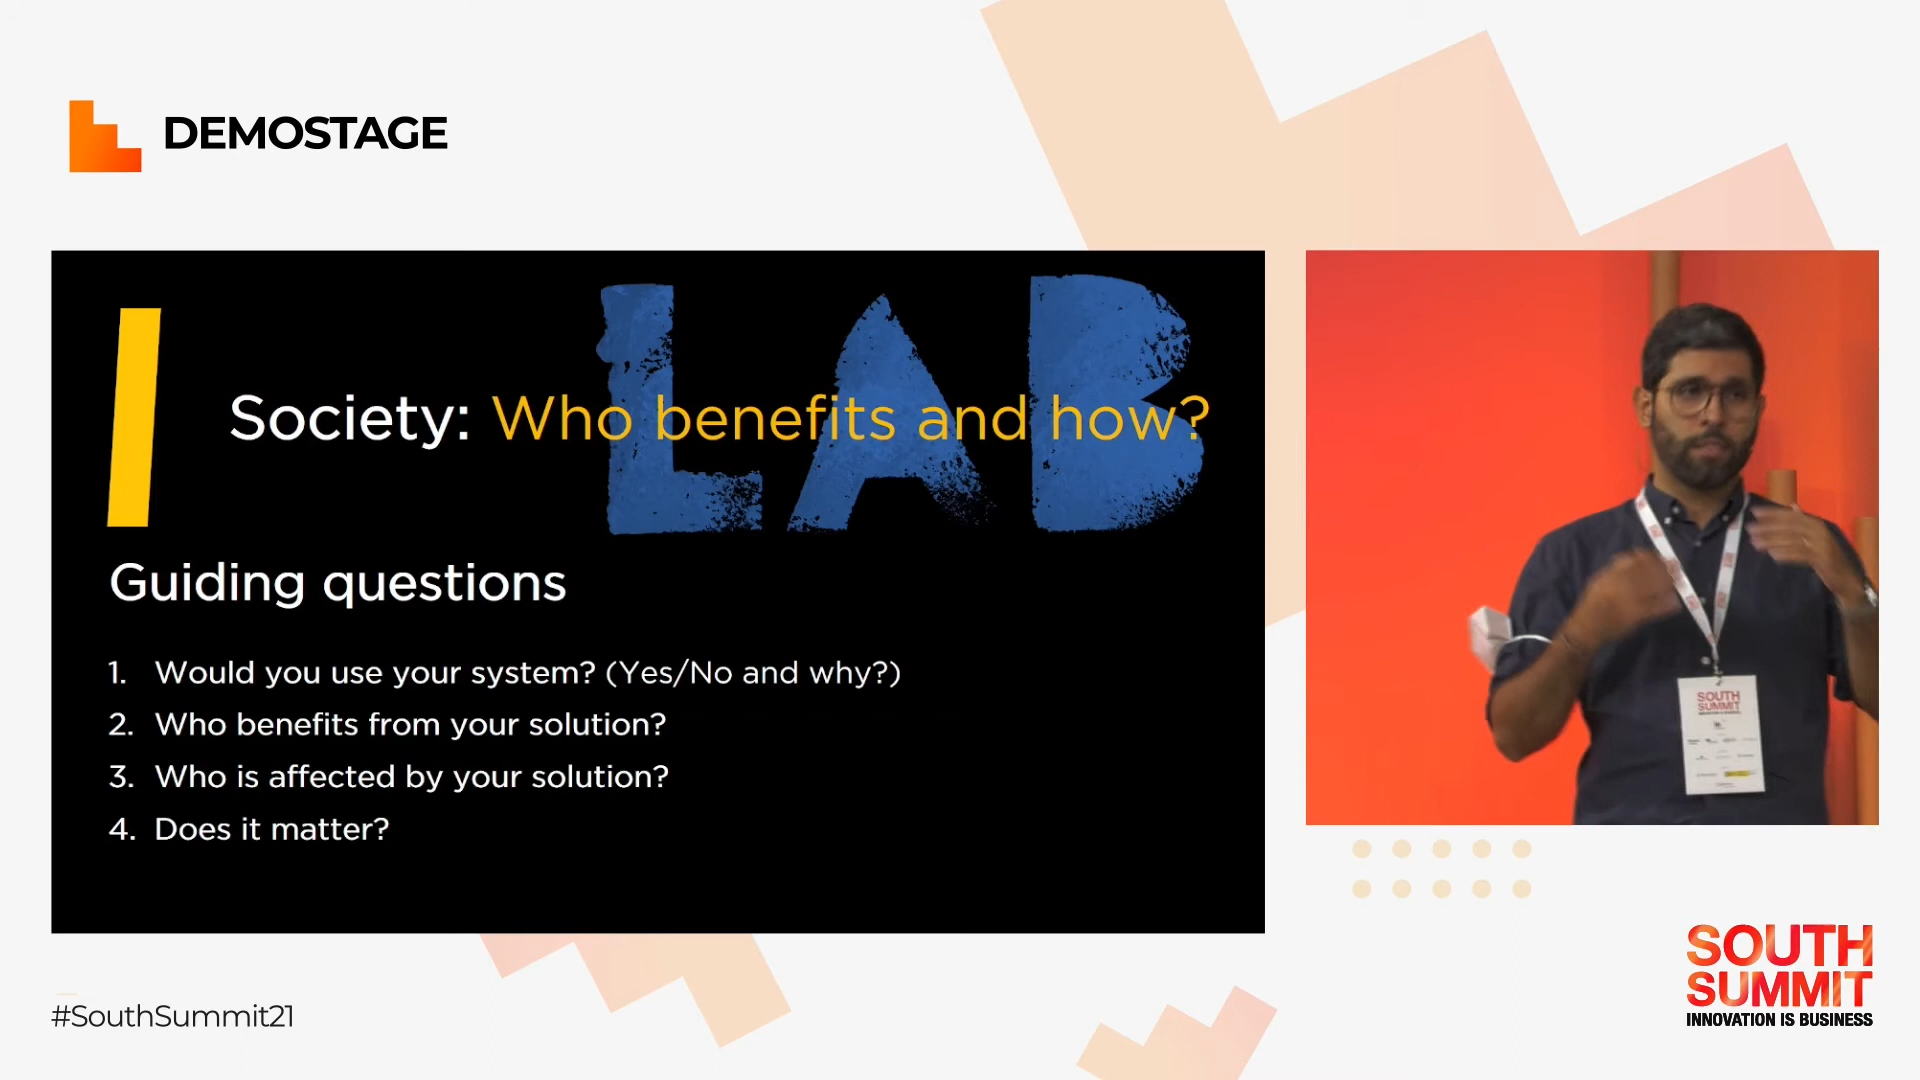 DEMOSTAGE
LAB
Society: Who benefits and how?
Guiding questions
1. Would you use your system? (Yes/No and why?)
2. Who benefits from your solution?
3. Who is affected by your solution?
4. Does it matter?
SOUTH
SUMMIT
#SouthSummit21
SOUTH
SUMMIT
INNOVATION IS BUSINESS